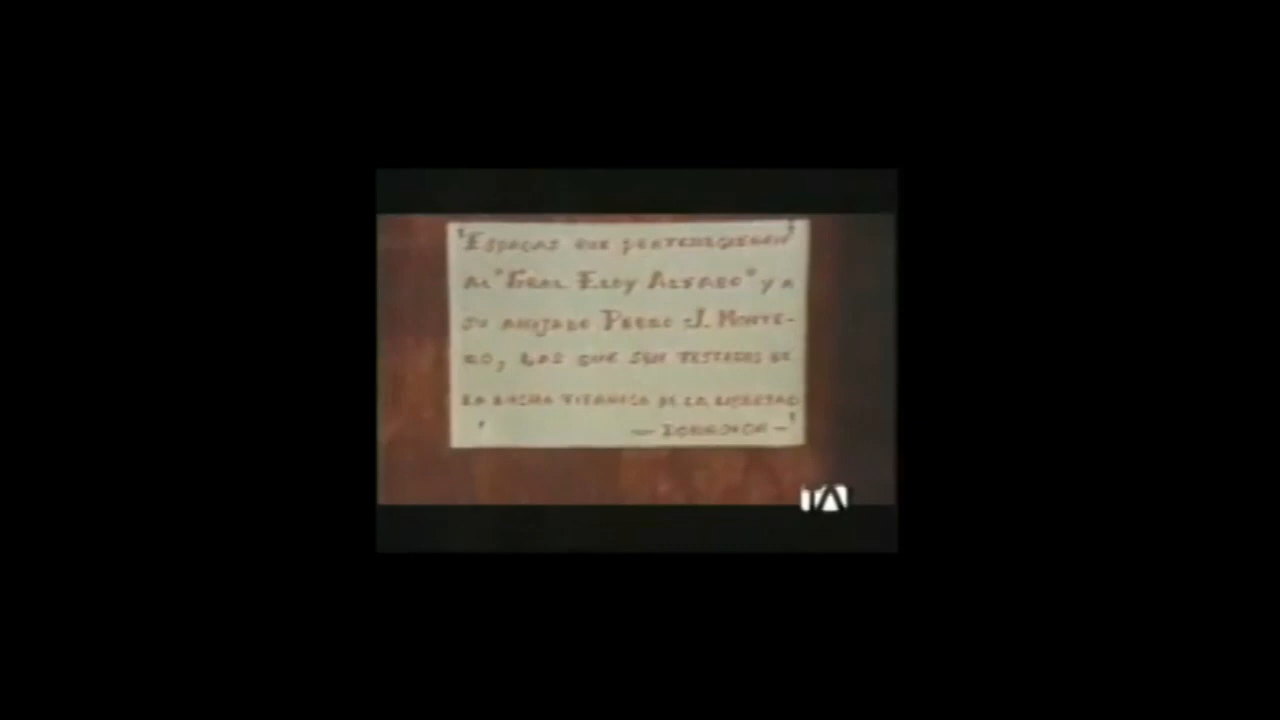 "ESPADAS QUE PERTENECIERON
AL "GRAL ELOY ALFARO" Y A
SU AHIJADO PEDRO J. MONTE-
RO, LAS QUE SON TESTIGOS DE
LA LUCHA TITANICA DE LA LIBERTAD